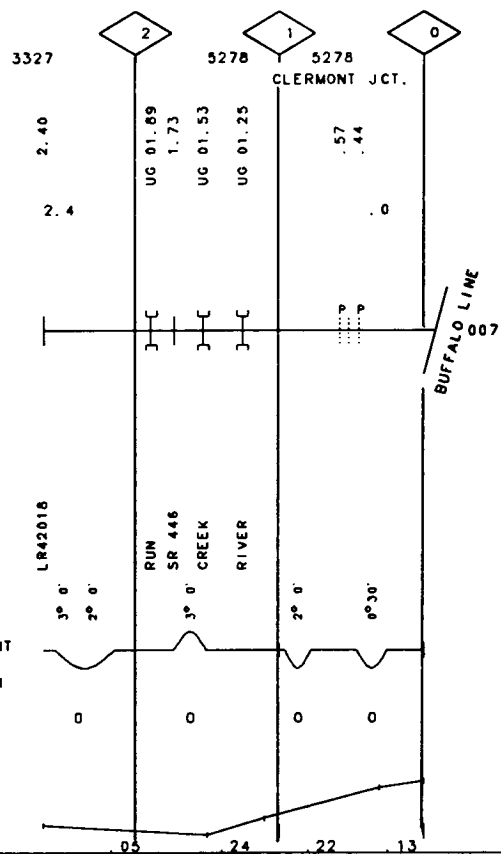 2 1 0
3327 5278 5278
CLERMONT JCT.
2.40
UG 01.89
1.73
UG 01.53
UG 01.25
.57
.44
2.4 .0
P P
BUFFALO LINE
007
LR42018
RUN
SR 446
CREEK
RIVER
3° 0'
2° 0'
3° 0'
2° 0'
0° 30'
0 0 0 0
05 .24 .22 .13